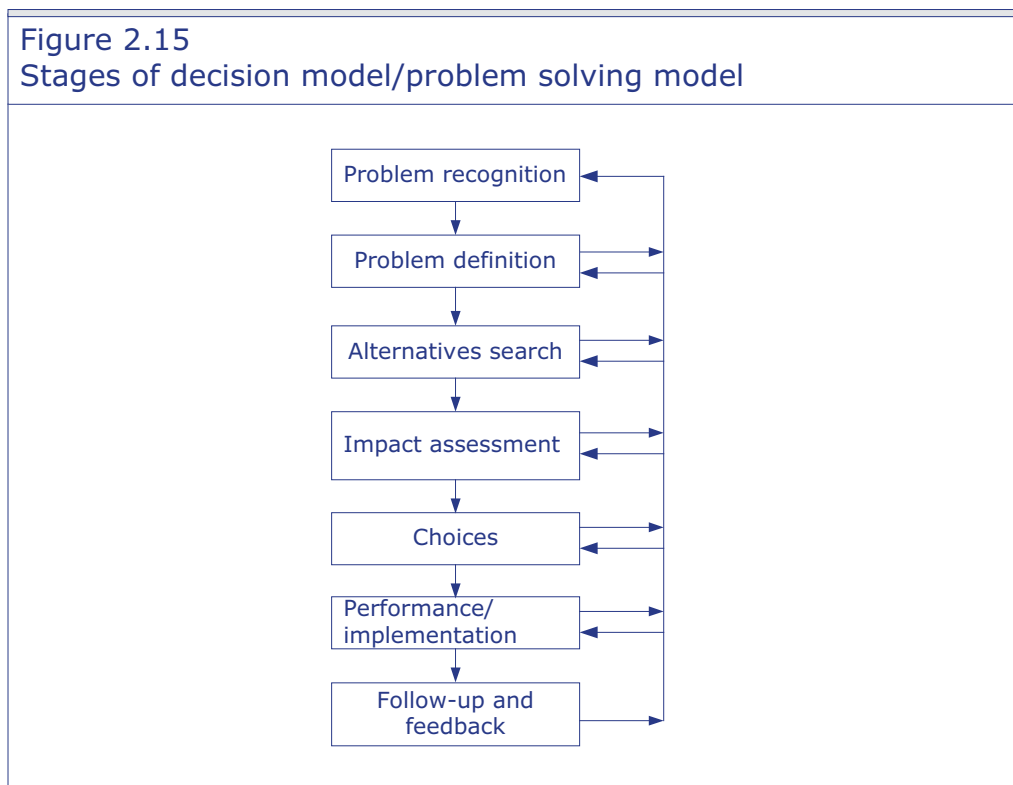 Figure 2.15
Stages of decision model/problem solving model
Problem recognition
Problem definition
Alternatives search
Impact assessment
Choices
Performance/
implementation
Follow-up and
feedback